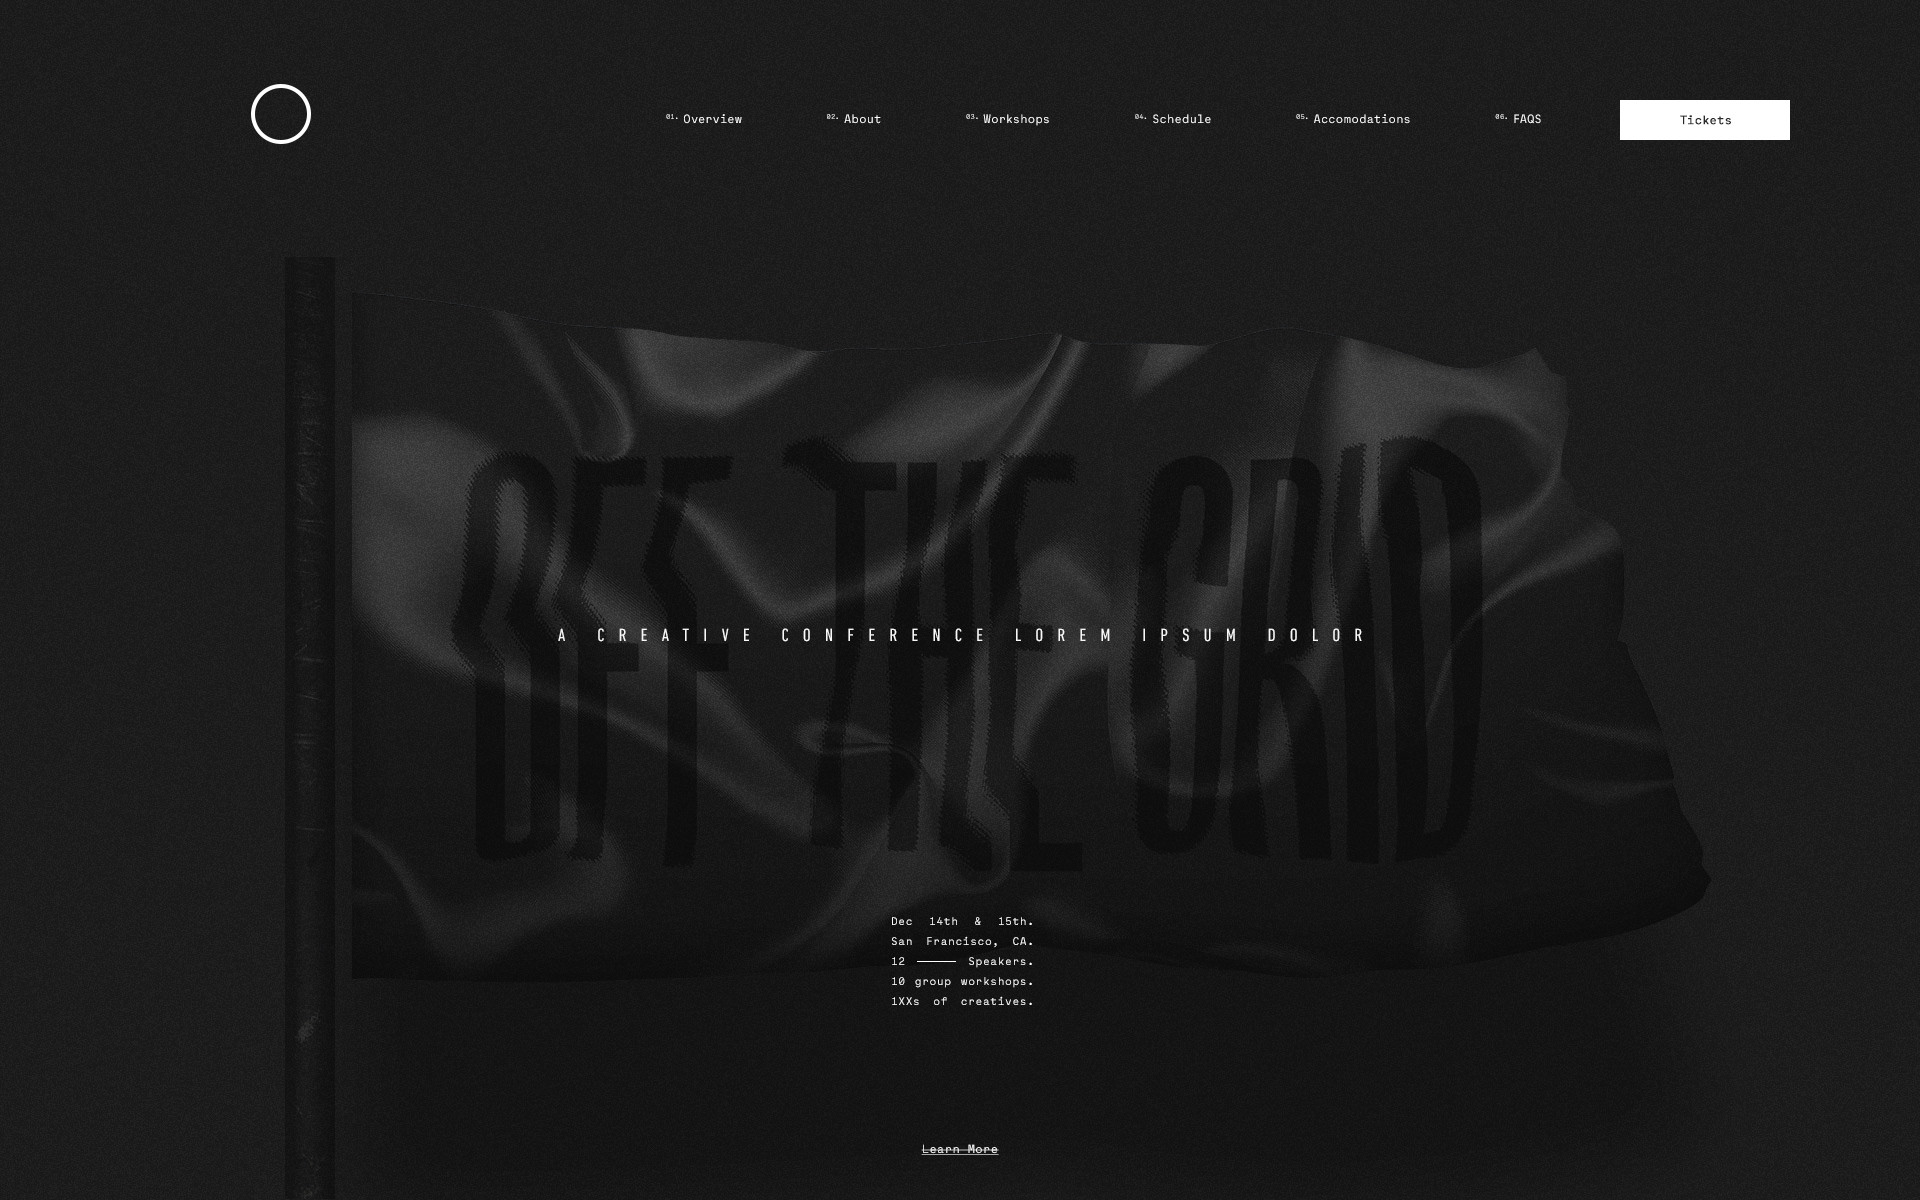 01. Overview 02. About 03. Workshops 04. Schedule 05. Accomodations 06. FAQS Tickets
OFF THE GRID
A CREATIVE CONFERENCE LOREM IPSUM DOLOR
Dec 14th & 15th.
San Francisco, CA.
12 —— Speakers.
10 group workshops.
1XXs of creatives.
Learn More